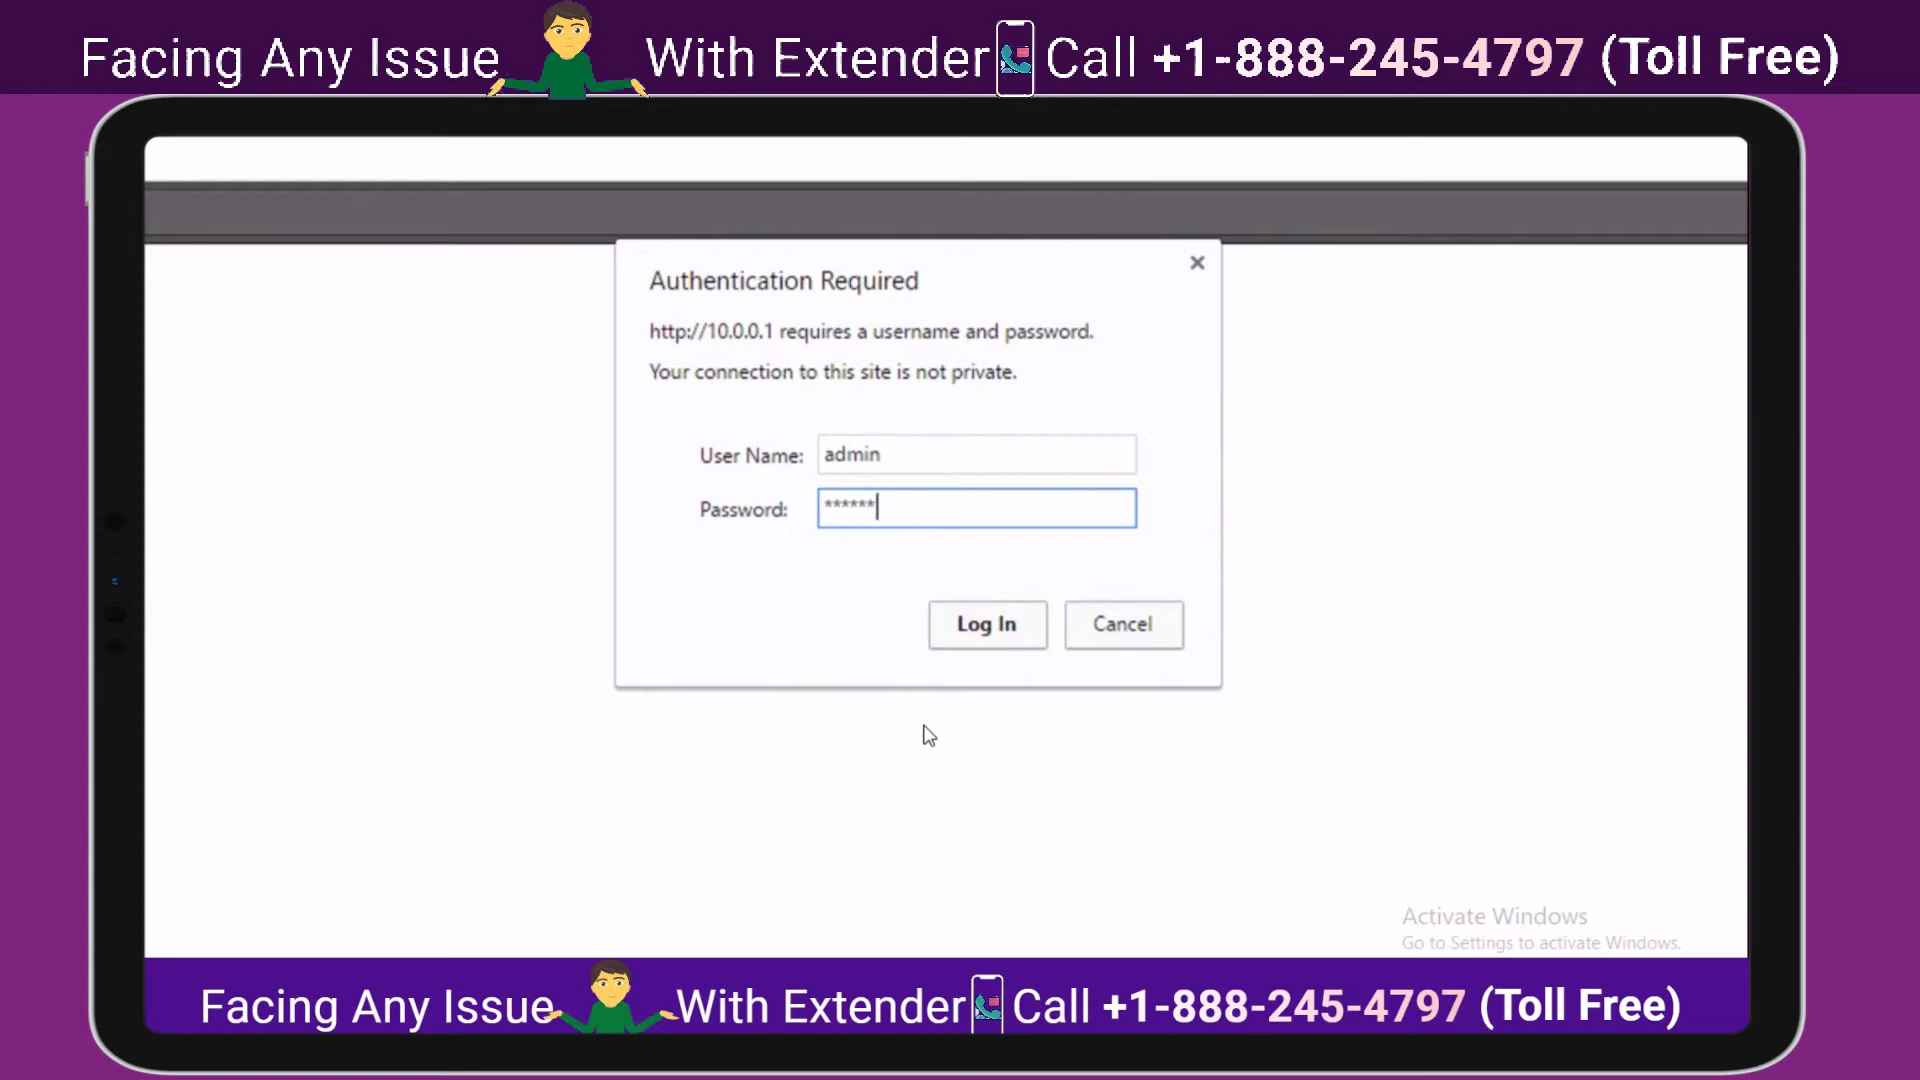 Facing Any Issue With Extender Call +1-888-245-4797 (Toll Free)
Authentication Required
http://10.0.0.1 requires a username and password.
Your connection to this site is not private.
User Name: admin
Password: ******
Log In Cancel
Activate Windows
Go to Settings to activate Windows.
Facing Any Issue With Extender Call +1-888-245-4797 (Toll Free)